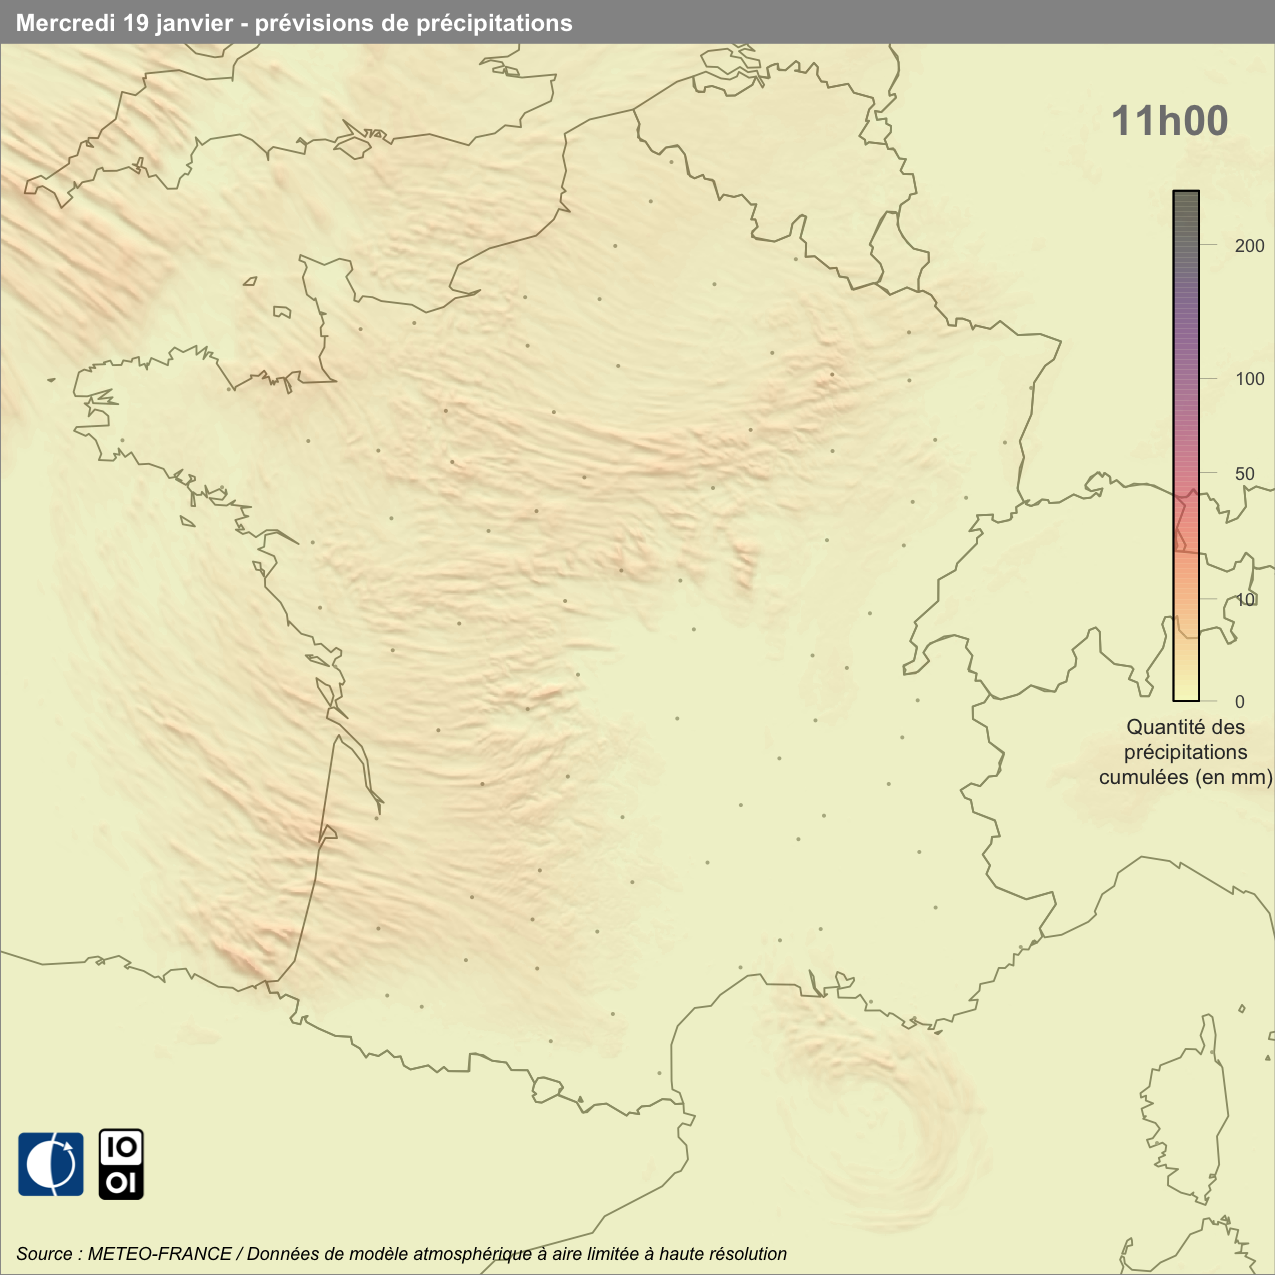 Mercredi 19 janvier - prévisions de précipitations
11h00
200
100
50
10
0
Quantité des
précipitations
cumulées (en mm)
IO
OI
Source : METEO-FRANCE / Données de modèle atmosphérique à aire limitée à haute résolution